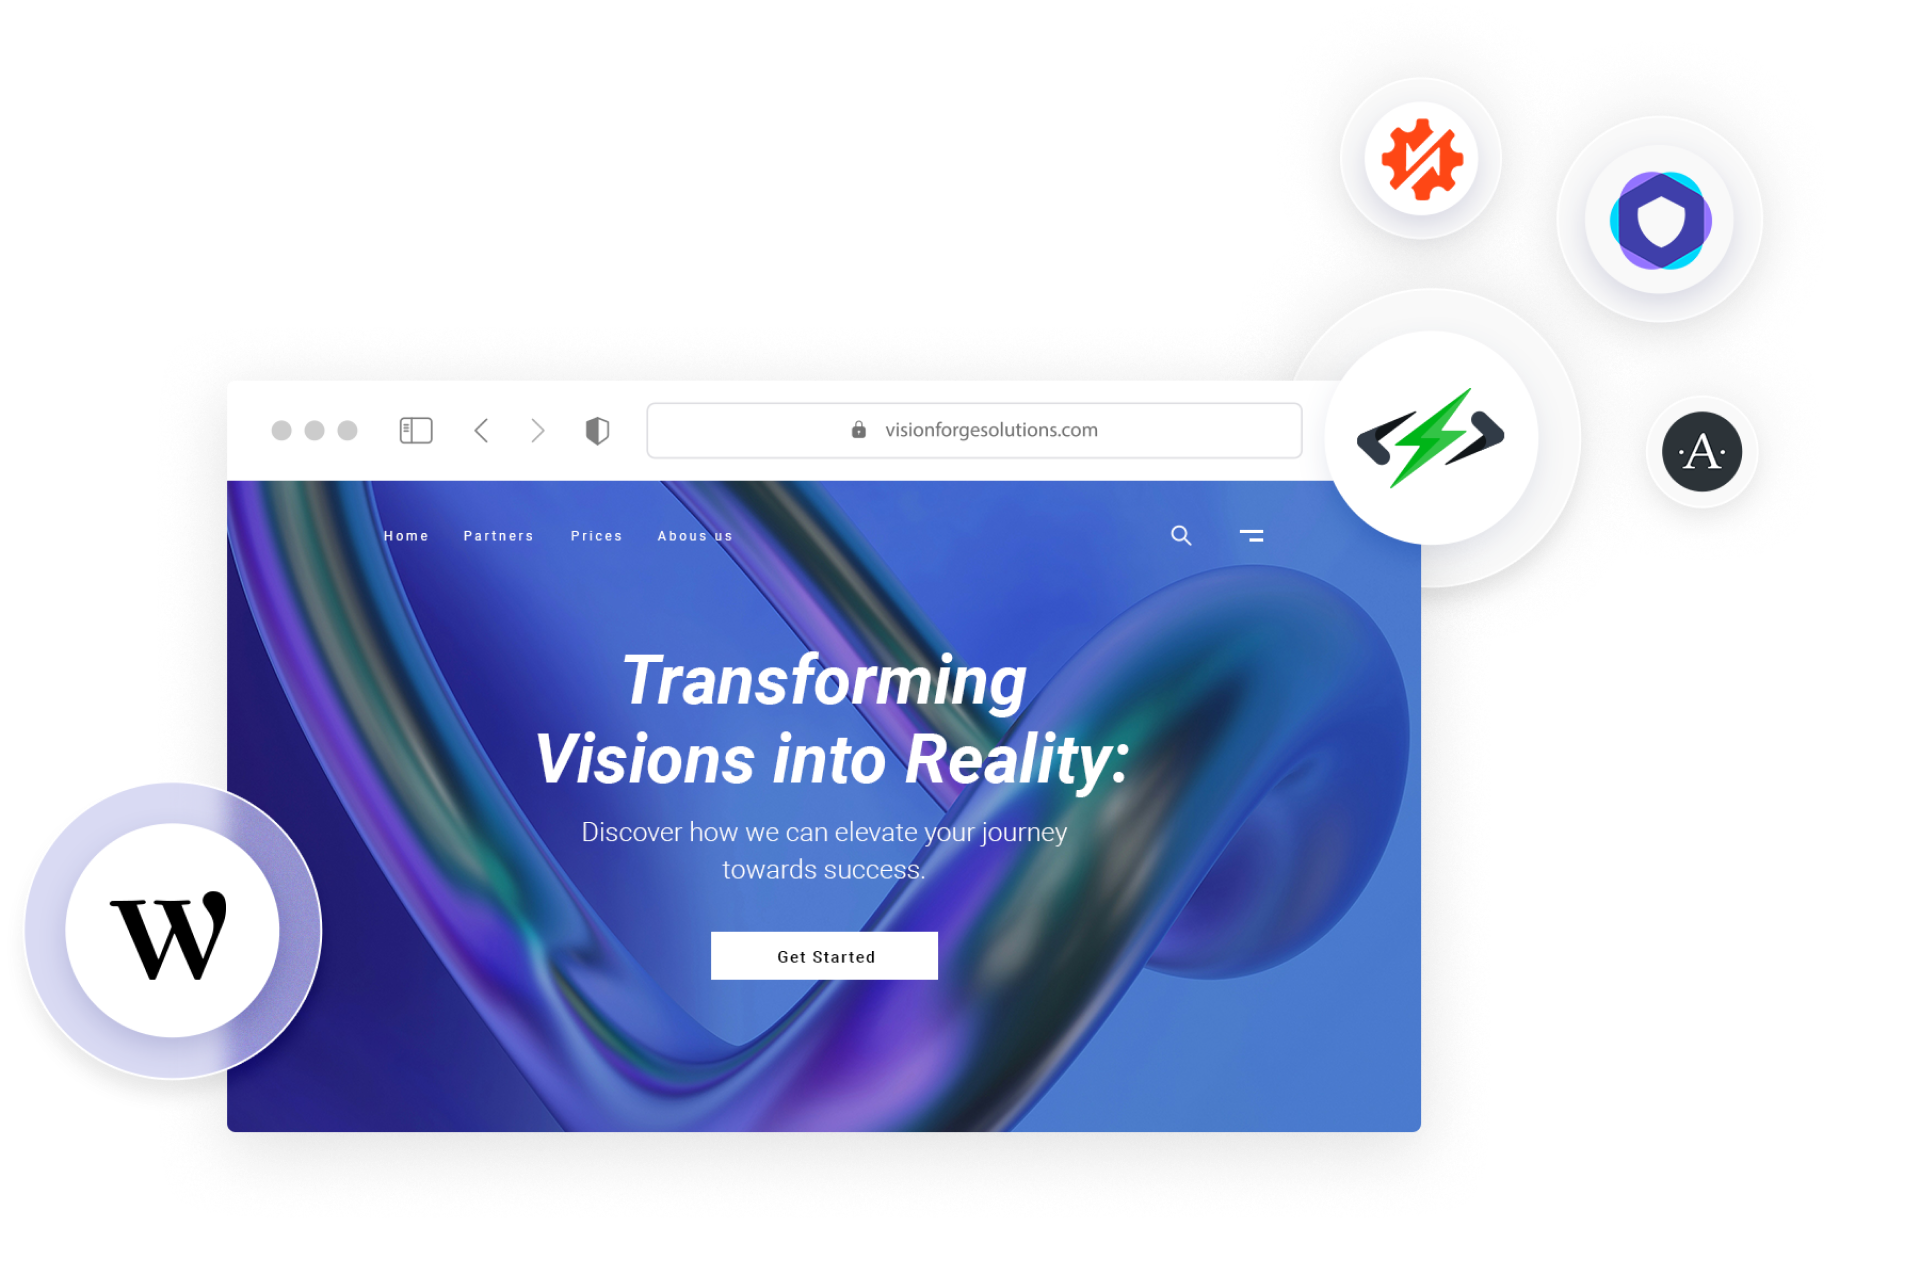 visionforgesolutions.com
Home Partners Prices Abous us
Transforming
Visions into Reality:
Discover how we can elevate your journey
towards success.
Get Started
W
·A·